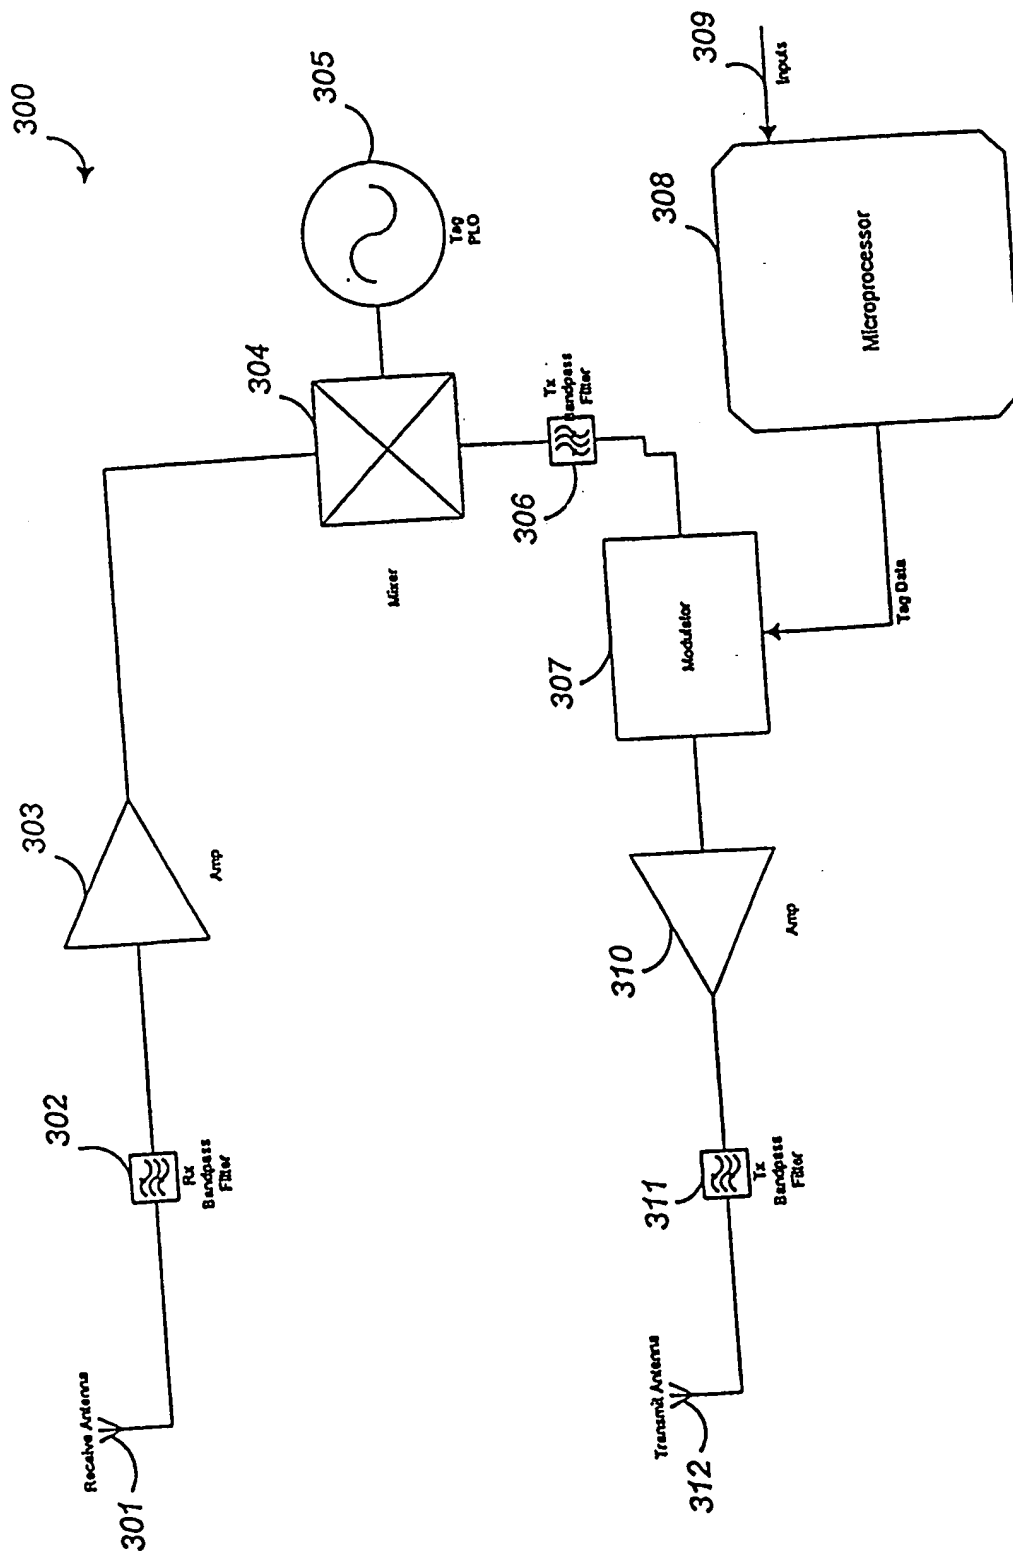 300
301
Receive Antenna
302
Rx
Bandpass
Filter
303
Amp
304
Mixer
305
Tag
PLO
306
Tx
Bandpass
Filter
307
Modulator
308
Microprocessor
309
Inputs
Tag Data
310
Amp
311
Tx
Bandpass
Filter
312
Transmit Antenna